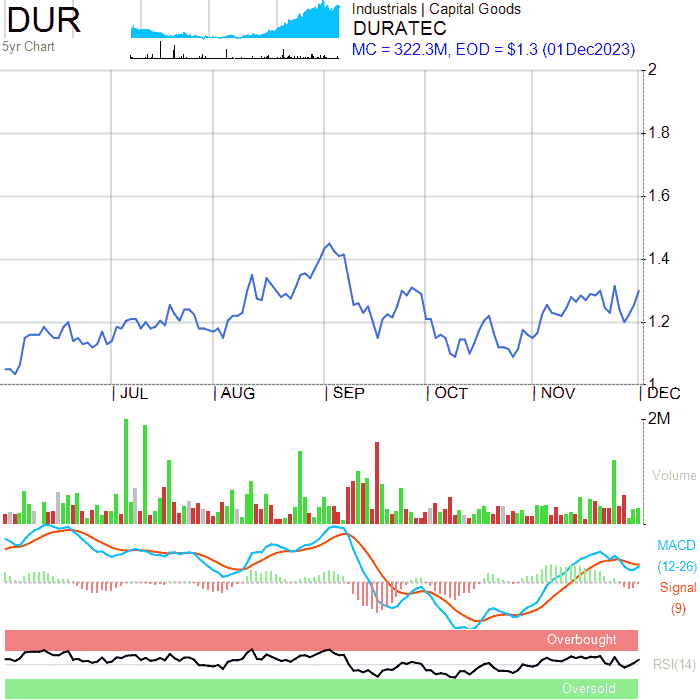 DUR
5yr Chart
Industrials | Capital Goods
DURATEC
MC = 322.3M, EOD = $1.3 (01Dec2023)
2
1.8
1.6
1.4
1.2
1
| JUL | AUG | SEP | OCT | NOV | DEC
2M
Volume
MACD
(12-26)
Signal
(9)
Overbought
RSI(14)
Oversold